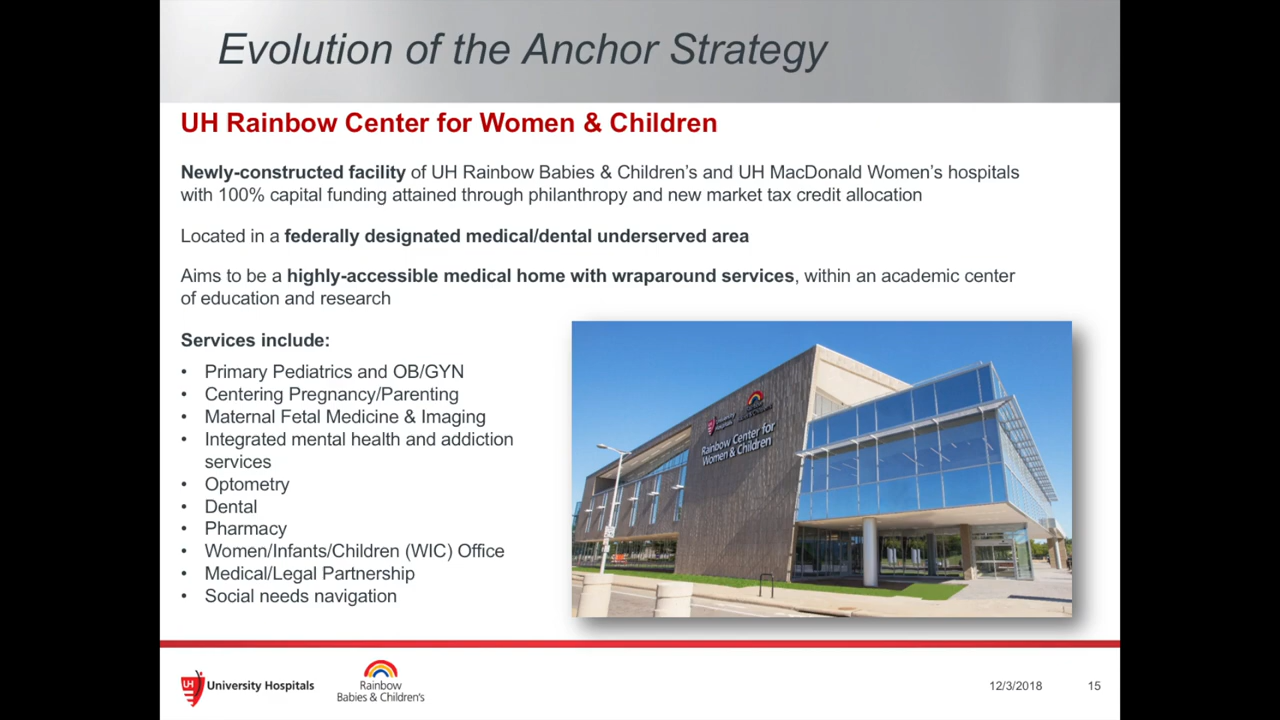 Evolution of the Anchor Strategy
UH Rainbow Center for Women & Children
Newly-constructed facility of UH Rainbow Babies & Children's and UH MacDonald Women's hospitals
with 100% capital funding attained through philanthropy and new market tax credit allocation
Located in a federally designated medical/dental underserved area
Aims to be a highly-accessible medical home with wraparound services, within an academic center
of education and research
Services include:
• Primary Pediatrics and OB/GYN
• Centering Pregnancy/Parenting
• Maternal Fetal Medicine & Imaging
• Integrated mental health and addiction
services
• Optometry
• Dental
• Pharmacy
• Women/Infants/Children (WIC) Office
• Medical/Legal Partnership
• Social needs navigation
Rainbow Center for
Women & Children
UH University Hospitals
Rainbow
Babies & Children's
12/3/2018
15